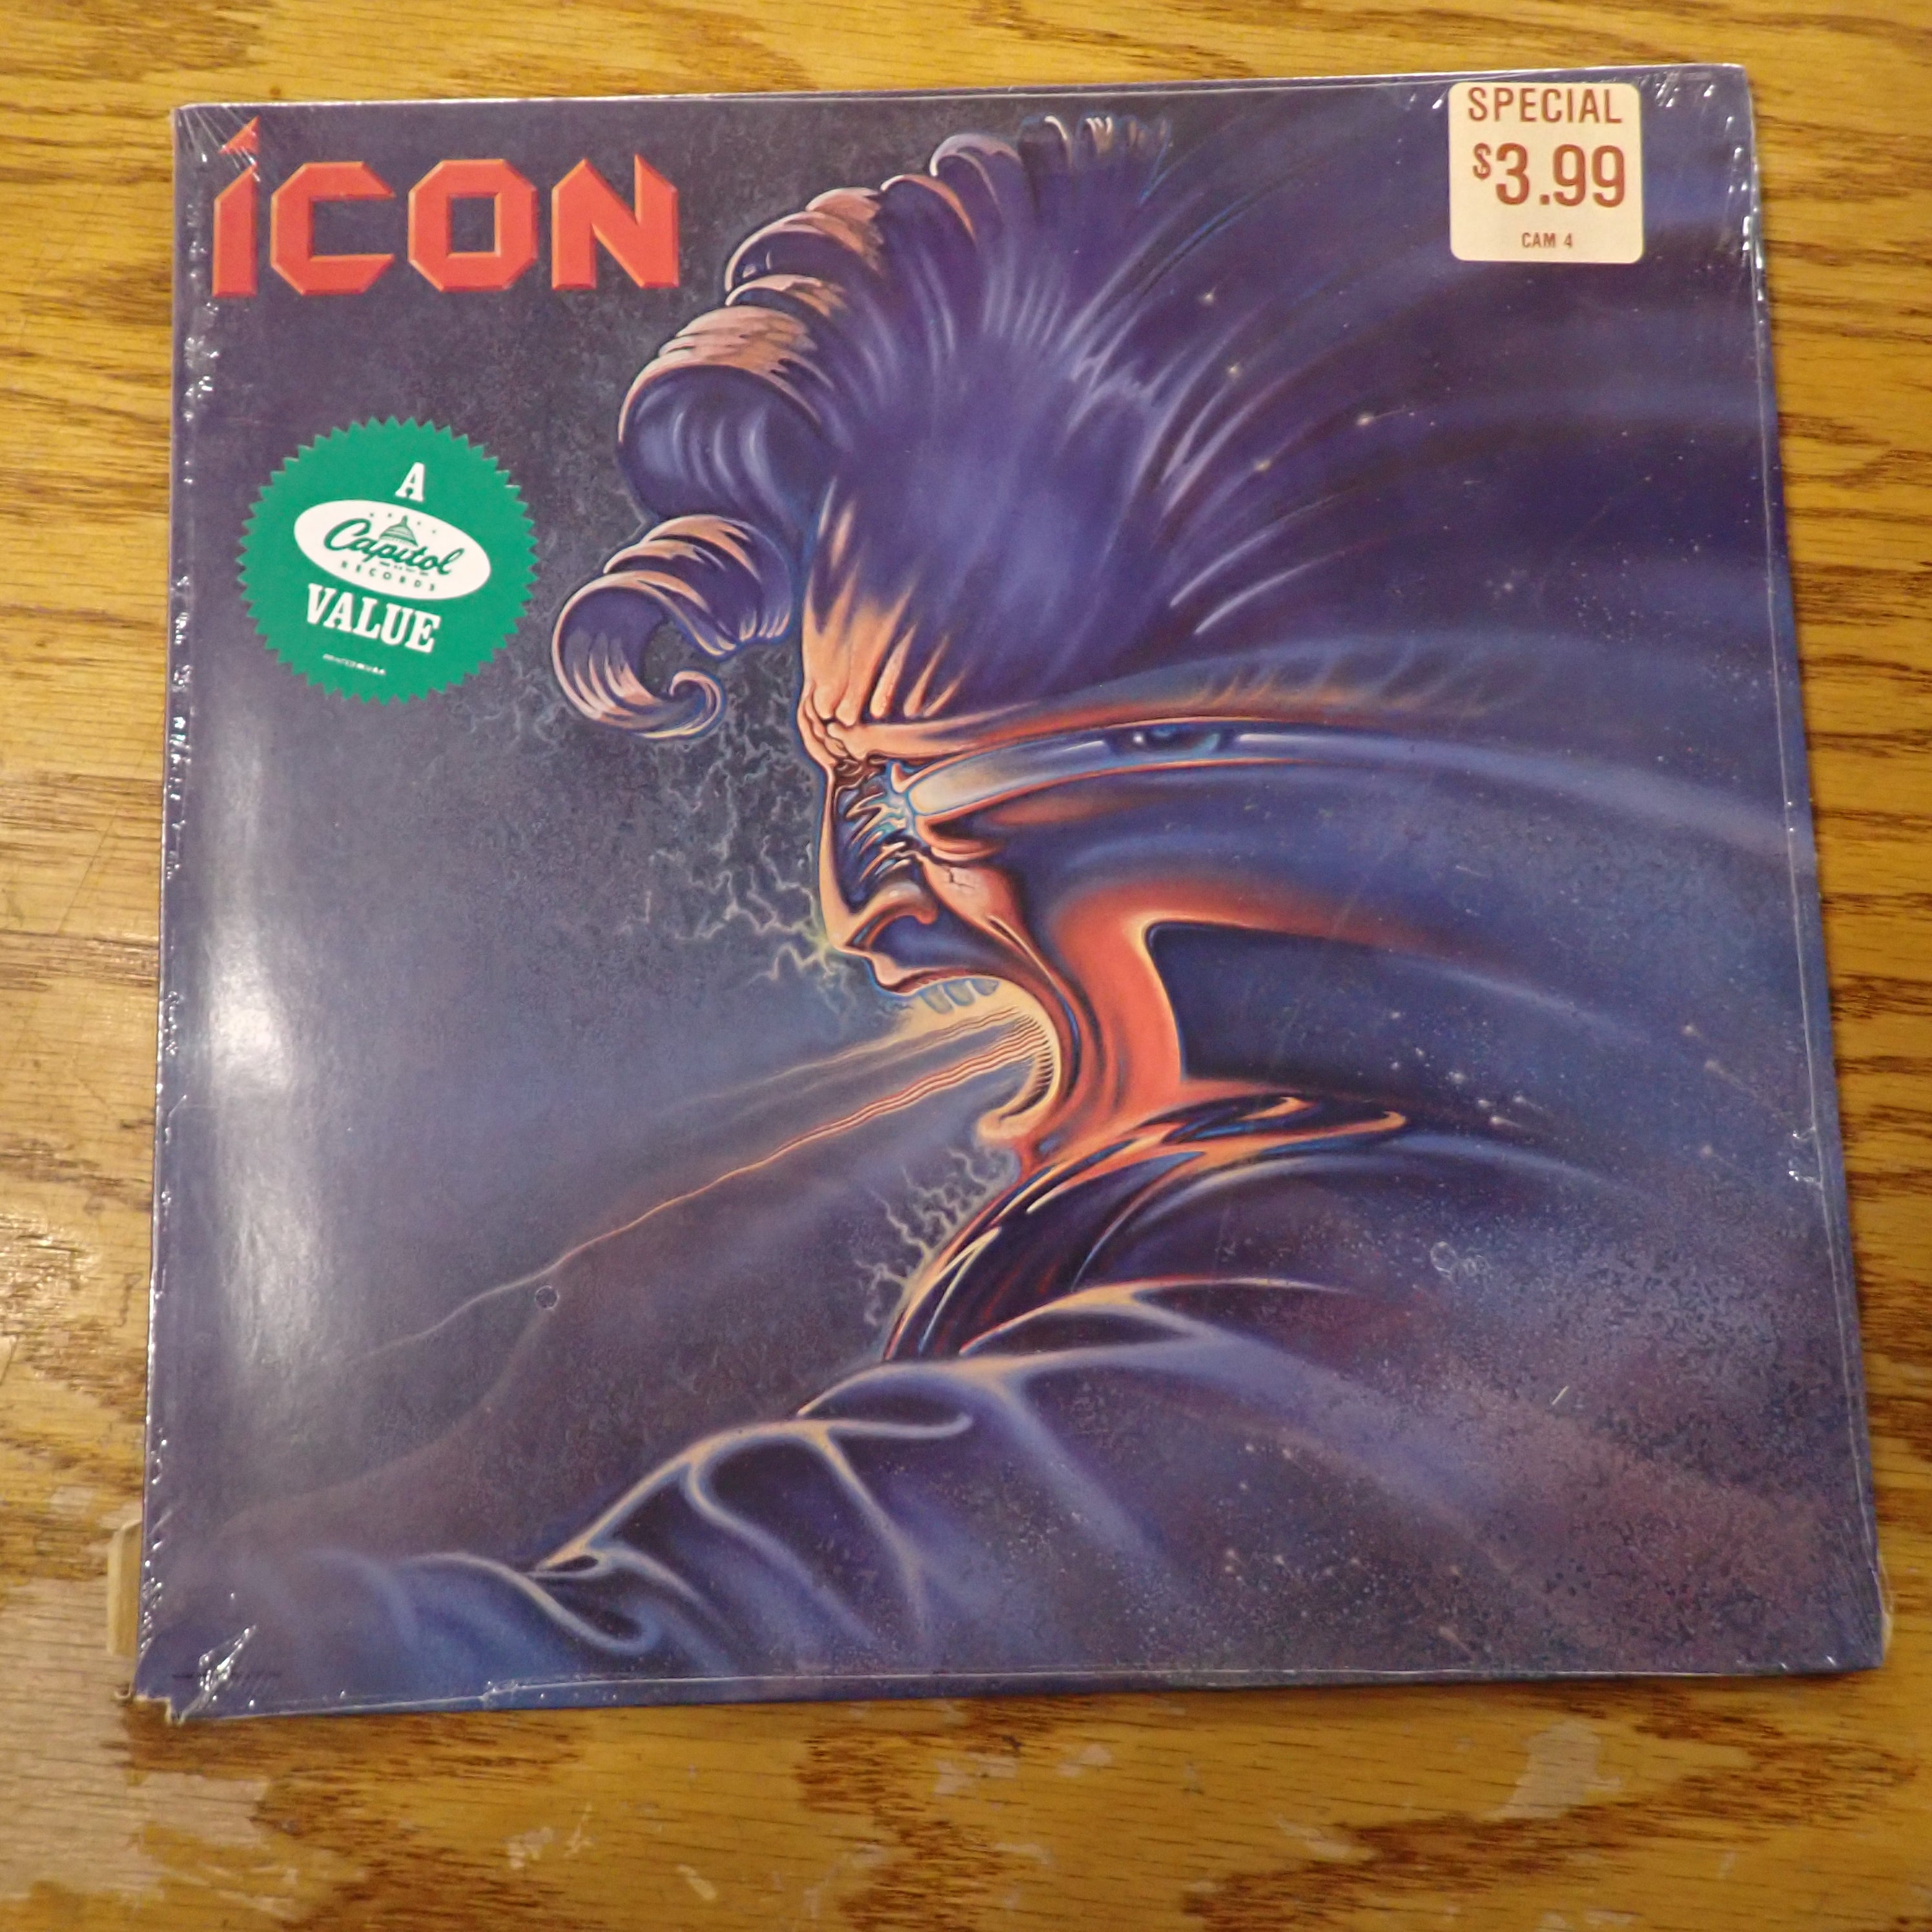 iCON
SPECIAL
$3.99
CAM 4
A
Capitol
RECORDS
VALUE